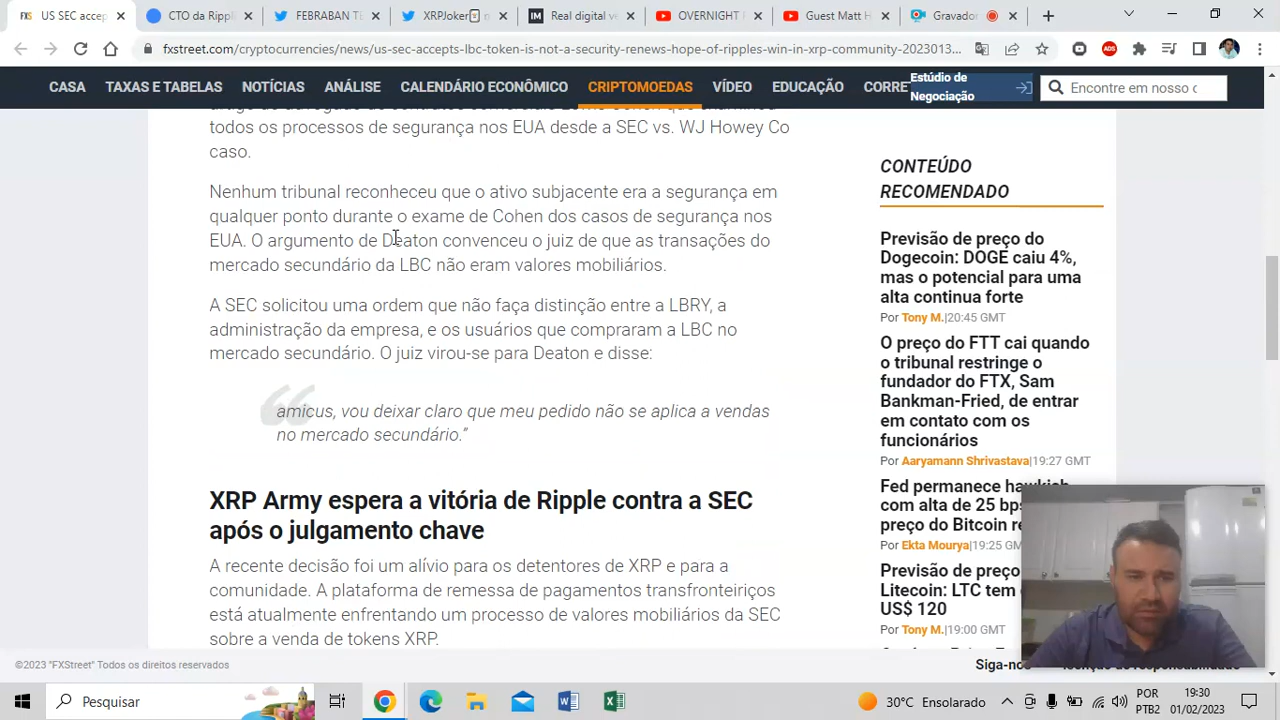 US SEC accep
CTO da Rippl
FEBRABAN TE
XRPJoker
Real digital ve
OVERNIGHT F
Guest Matt H
Gravador
fxstreet.com/cryptocurrencies/news/us-sec-accepts-lbc-token-is-not-a-security-renews-hope-of-ripples-win-in-xrp-community-2023013...
CASA TAXAS E TABELAS NOTÍCIAS ANÁLISE CALENDÁRIO ECONÔMICO CRIPTOMOEDAS VÍDEO EDUCAÇÃO CORRE
Estúdio de
Negociação
Encontre em nosso c
todos os processos de segurança nos EUA desde a SEC vs. WJ Howey Co
caso.
Nenhum tribunal reconheceu que o ativo subjacente era a segurança em
qualquer ponto durante o exame de Cohen dos casos de segurança nos
EUA. O argumento de Deaton convenceu o juiz de que as transações do
mercado secundário da LBC não eram valores mobiliários.
A SEC solicitou uma ordem que não faça distinção entre a LBRY, a
administração da empresa, e os usuários que compraram a LBC no
mercado secundário. O juiz virou-se para Deaton e disse:
amicus, vou deixar claro que meu pedido não se aplica a vendas
no mercado secundário.”
XRP Army espera a vitória de Ripple contra a SEC
após o julgamento chave
A recente decisão foi um alívio para os detentores de XRP e para a
comunidade. A plataforma de remessa de pagamentos transfronteiriços
está atualmente enfrentando um processo de valores mobiliários da SEC
sobre a venda de tokens XRP.
CONTEÚDO
RECOMENDADO
Previsão de preço do
Dogecoin: DOGE caiu 4%,
mas o potencial para uma
alta continua forte
Por Tony M.|20:45 GMT
O preço do FTT cai quando
o tribunal restringe o
fundador do FTX, Sam
Bankman-Fried, de entrar
em contato com os
funcionários
Por Aaryamann Shrivastava|19:27 GMT
Fed permanece hawkish
com alta de 25 bps
preço do Bitcoin re
Por Ekta Mourya|19:25 GM
Previsão de preço
Litecoin: LTC tem
US$ 120
Por Tony M.|19:00 GMT
©2023 "FXStreet" Todos os direitos reservados
Siga-nos
Pesquisar
30°C Ensolarado
POR
PTB2
19:30
01/02/2023